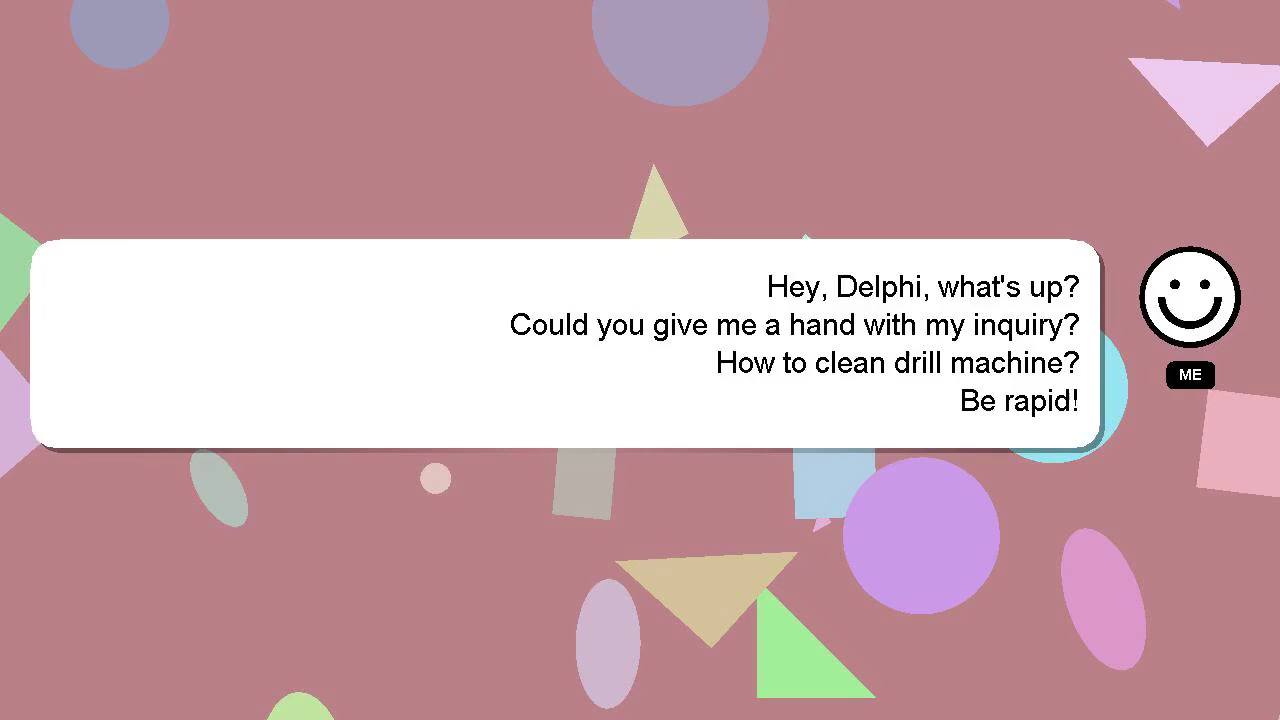 Hey, Delphi, what's up?
Could you give me a hand with my inquiry?
How to clean drill machine?
Be rapid!
ME